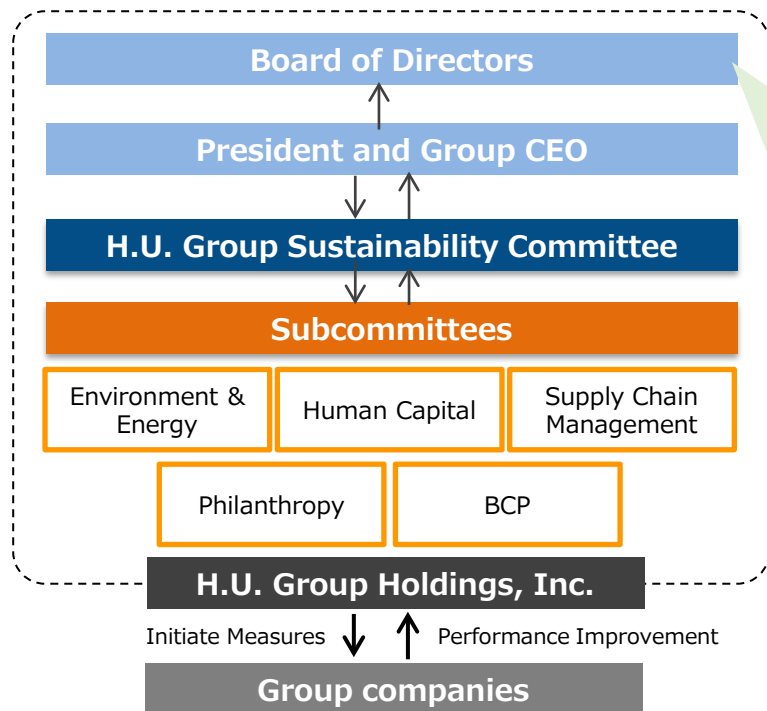 Board of Directors
President and Group CEO
H.U. Group Sustainability Committee
Subcommittees
Environment &
Energy
Human Capital
Supply Chain
Management
Philanthropy
BCP
H.U. Group Holdings, Inc.
Initiate Measures
Performance Improvement
Group companies